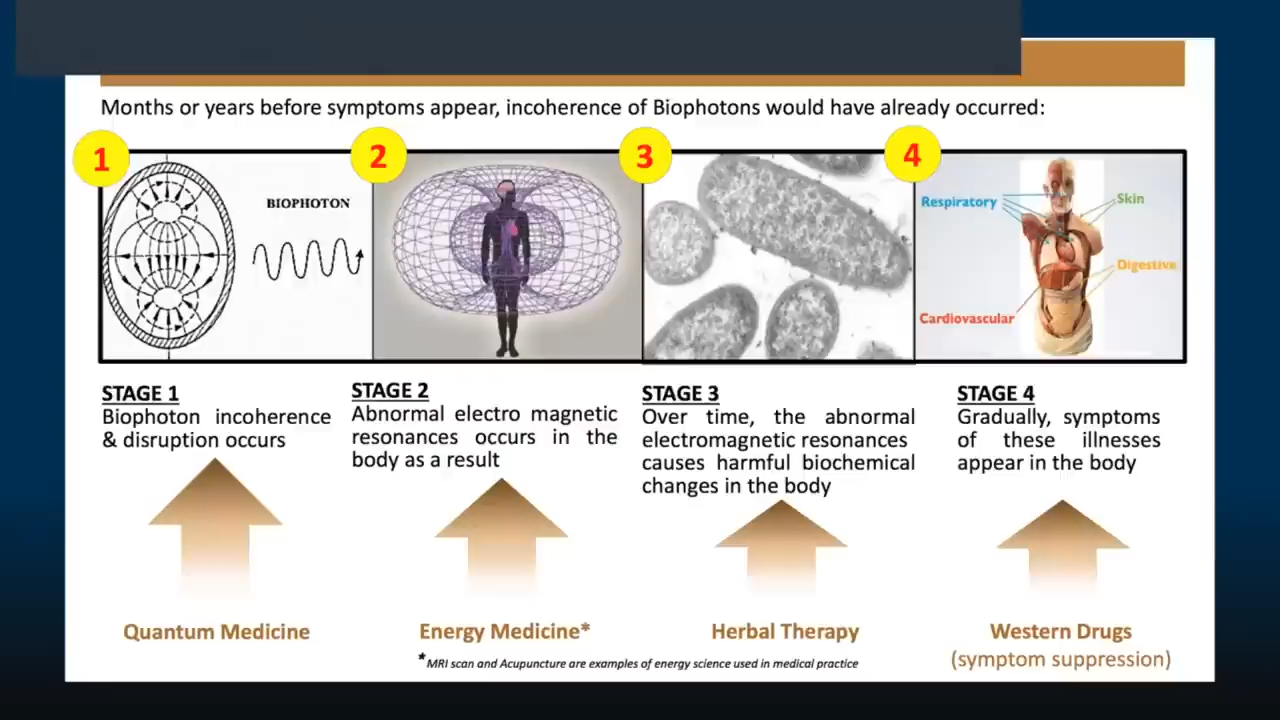 Months or years before symptoms appear, incoherence of Biophotons would have already occurred:
1
2
3
4
BIOPHOTON
Respiratory
Skin
Digestive
Cardiovascular
STAGE 1
Biophoton incoherence
& disruption occurs
STAGE 2
Abnormal electro magnetic
resonances occurs in the
body as a result
STAGE 3
Over time, the abnormal
electromagnetic resonances
causes harmful biochemical
changes in the body
STAGE 4
Gradually, symptoms
of these illnesses
appear in the body
Quantum Medicine
Energy Medicine*
Herbal Therapy
Western Drugs
(symptom suppression)
*MRI scan and Acupuncture are examples of energy science used in medical practice